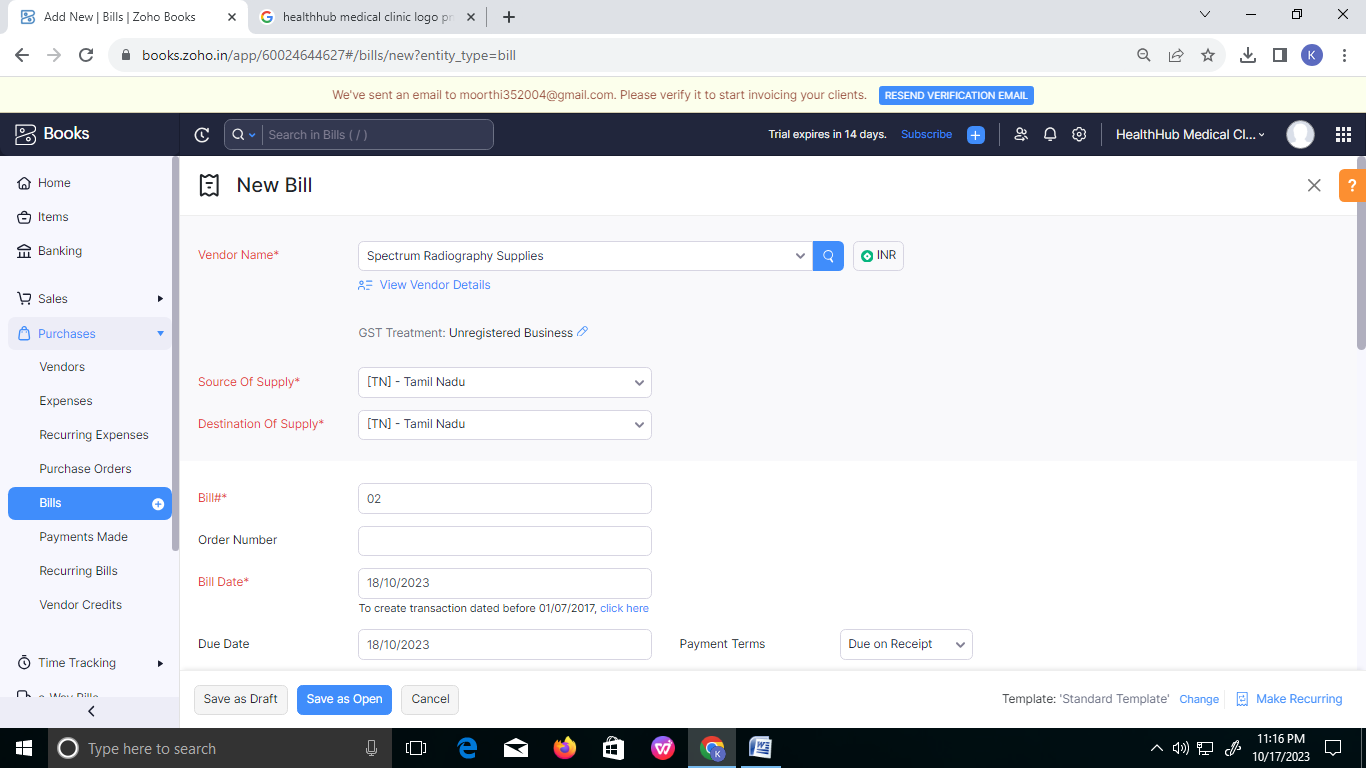 Add New | Bills | Zoho Books
healthhub medical clinic logo pr
books.zoho.in/app/60024644627#/bills/new?entity_type=bill
K
We've sent an email to moorthi352004@gmail.com. Please verify it to start invoicing your clients.
RESEND VERIFICATION EMAIL
Books
Search in Bills ( / )
Trial expires in 14 days.
Subscribe
HealthHub Medical Cl...
Home
Items
Banking
Sales
Purchases
Vendors
Expenses
Recurring Expenses
Purchase Orders
Bills
Payments Made
Recurring Bills
Vendor Credits
Time Tracking
e-Way Bills
New Bill
?
Vendor Name*
Spectrum Radiography Supplies
INR
View Vendor Details
GST Treatment: Unregistered Business
Source Of Supply*
[TN] - Tamil Nadu
Destination Of Supply*
[TN] - Tamil Nadu
Bill#*
02
Order Number
Bill Date*
18/10/2023
To create transaction dated before 01/07/2017, click here
Due Date
18/10/2023
Payment Terms
Due on Receipt
Save as Draft
Save as Open
Cancel
Template: 'Standard Template'
Change
Make Recurring
Type here to search
11:16 PM
10/17/2023